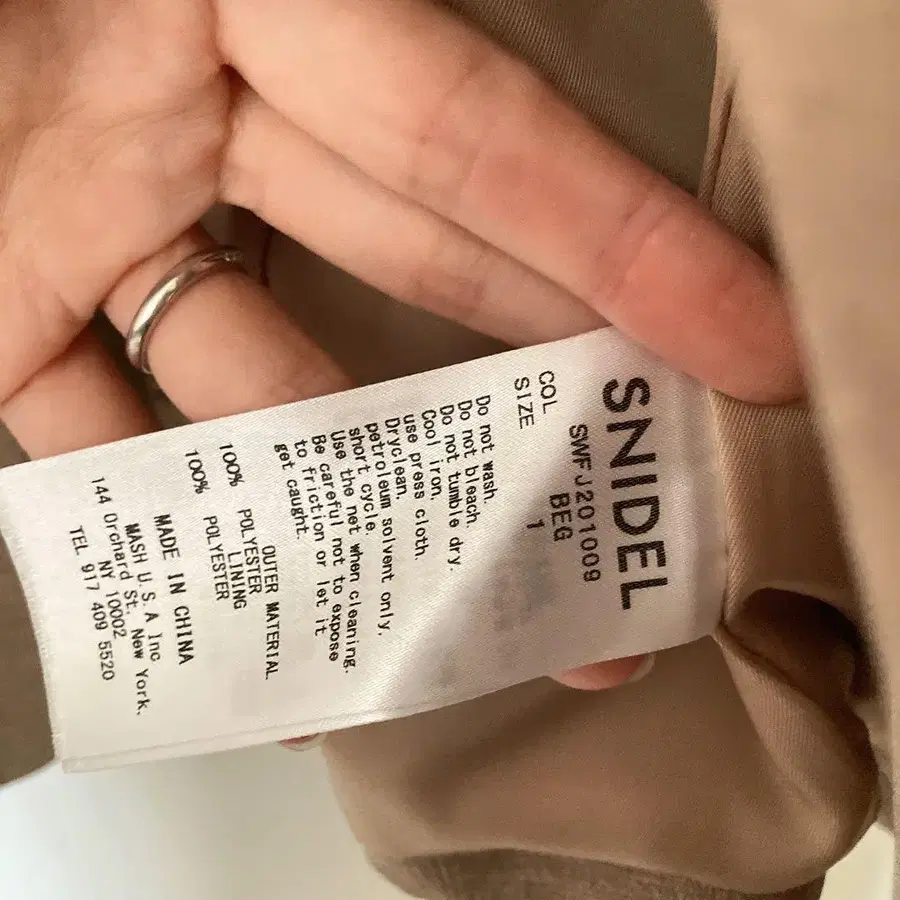 SNIDEL
SWFJ201009
COL BEG
SIZE 1
Do not wash.
Do not bleach.
Do not tumble dry.
Cool iron,
use press cloth.
Dryclean,
petroleum solvent only,
short cycle.
Use the net when cleaning.
Be careful not to expose
to friction or let it
get caught.
OUTER MATERIAL
100% POLYESTER
LINING
100% POLYESTER
MADE IN CHINA
MASH U.S.A Inc
144 Orchard St. New York,
NY 10002
TEL 917 409 5520